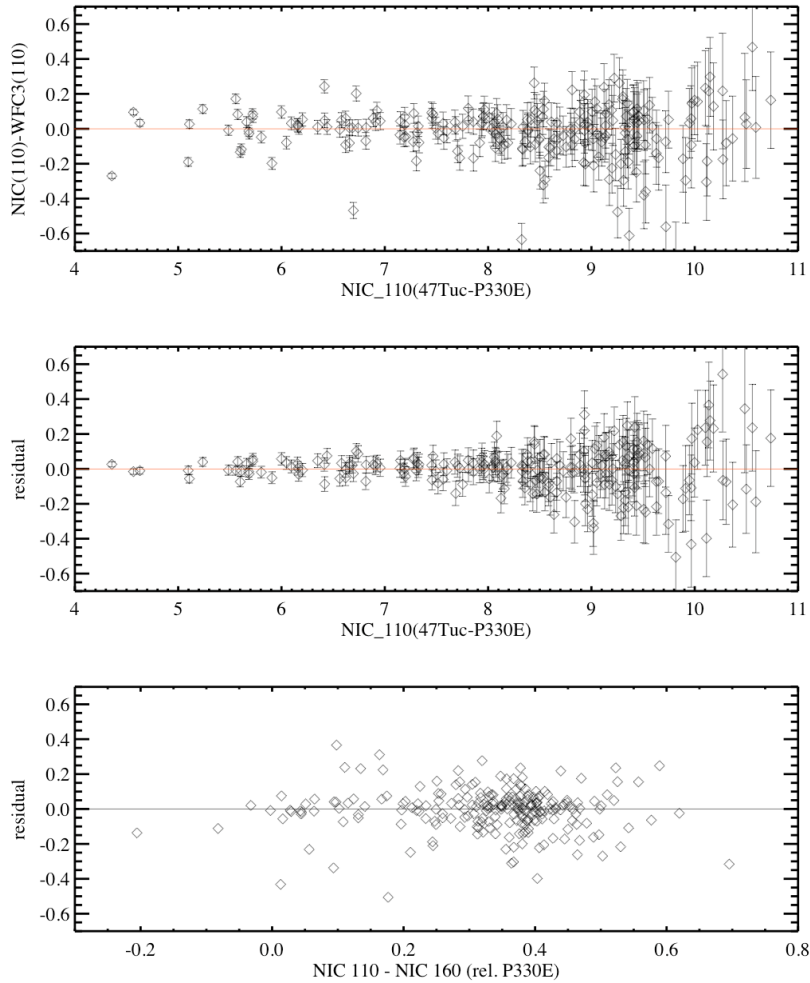 0.6
0.4
0.2
0.0
-0.2
-0.4
-0.6
NIC(110)-WFC3(110)
4 5 6 7 8 9 10 11
NIC_110(47Tuc-P330E)
0.6
0.4
0.2
0.0
-0.2
-0.4
-0.6
residual
4 5 6 7 8 9 10 11
NIC_110(47Tuc-P330E)
0.6
0.4
0.2
0.0
-0.2
-0.4
-0.6
residual
-0.2 0.0 0.2 0.4 0.6 0.8
NIC 110 - NIC 160 (rel. P330E)